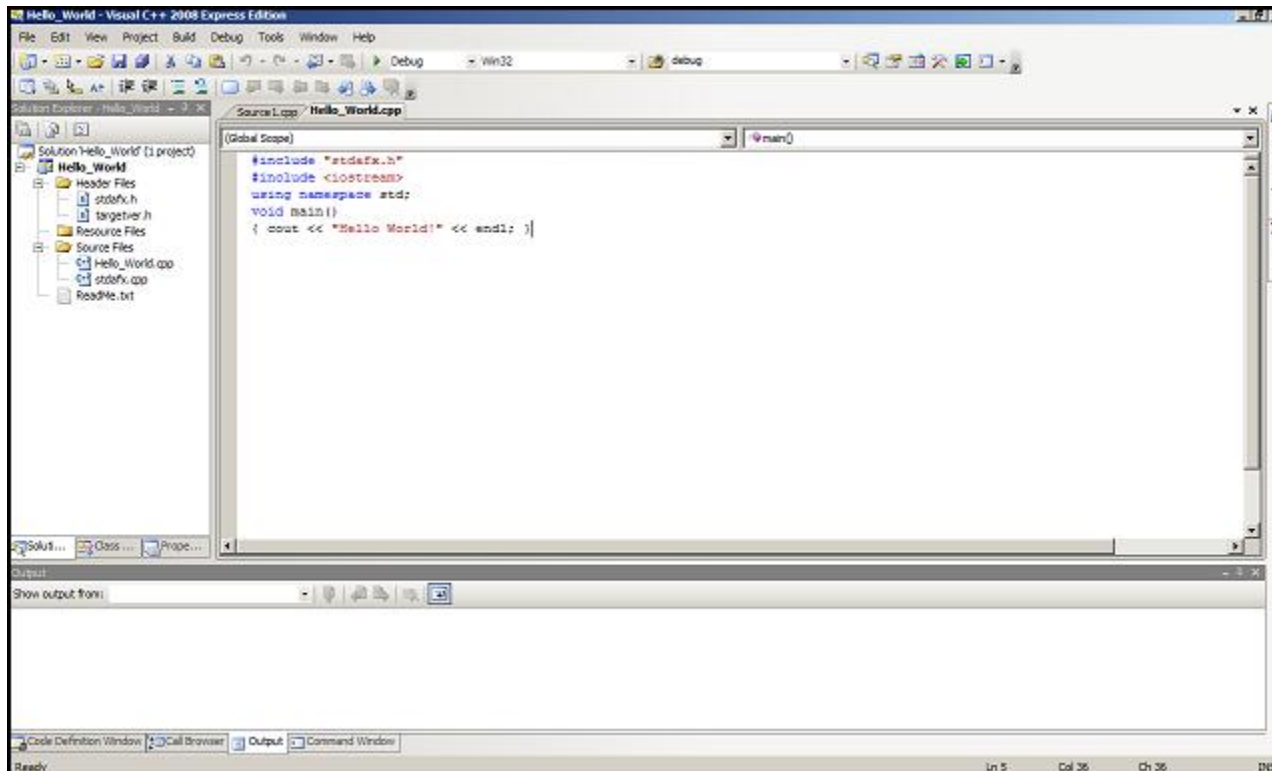 Hello_World - Visual C++ 2008 Express Edition
File Edit View Project Build Debug Tools Window Help
Debug Win32 debug
Solution Explorer - Hello_World
Source1.cpp Hello_World.cpp
(Global Scope) main()
Solution 'Hello_World' (1 project)
Hello_World
Header Files
stdafx.h
targetver.h
Resource Files
Source Files
Hello_World.cpp
stdafx.cpp
ReadMe.txt
#include "stdafx.h"
#include <iostream>
using namespace std;
void main()
{ cout << "Hello World!" << endl; }
Soluti... Class ... Prope...
Output
Show output from:
Code Definition Window Call Browser Output Command Window
Ready Ln 5 Col 36 Ch 36